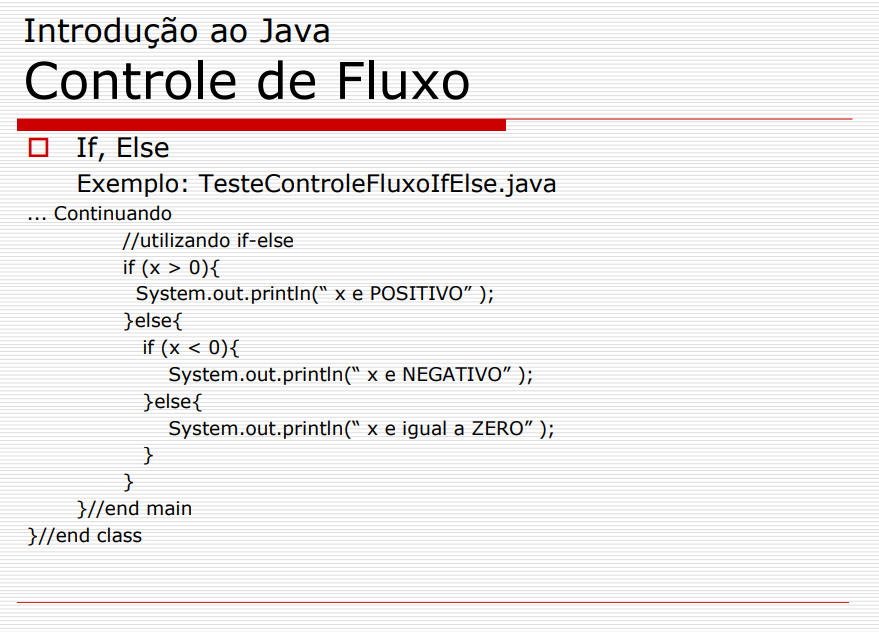 Introdução ao Java
Controle de Fluxo
If, Else
Exemplo: TesteControleFluxoIfElse.java
... Continuando
//utilizando if-else
if (x > 0){
System.out.println(“ x e POSITIVO” );
}else{
if (x < 0){
System.out.println(“ x e NEGATIVO” );
}else{
System.out.println(“ x e igual a ZERO” );
}
}
}//end main
}//end class